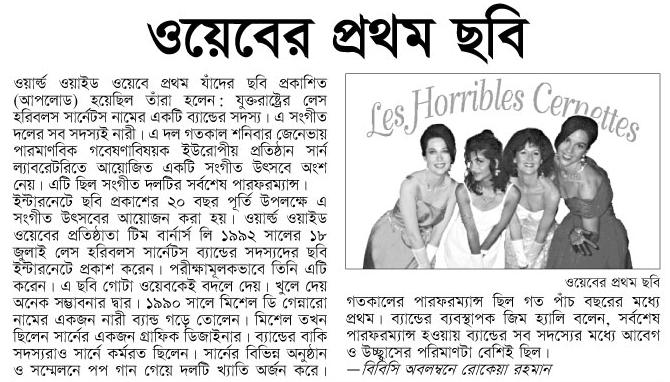 ওয়েবের প্রথম ছবি
ওয়ার্ল্ড ওয়াইড ওয়েবে প্রথম যাঁদের ছবি প্রকাশিত
(আপলোড) হয়েছিল তাঁরা হলেন : যুক্তরাষ্ট্রের লেস
হরিবলস সার্নেটস নামের একটি ব্যান্ডের সদস্য। এ সংগীত
দলের সব সদস্যই নারী। এ দল গতকাল শনিবার জেনেভায়
পারমাণবিক গবেষণাবিষয়ক ইউরোপীয় প্রতিষ্ঠান সার্ন
ল্যাবরেটরিতে আয়োজিত একটি সংগীত উৎসবে অংশ
নেয়। এটি ছিল সংগীত দলটির সর্বশেষ পারফরম্যান্স।
ইন্টারনেটে ছবি প্রকাশের ২০ বছর পূর্তি উপলক্ষে এ
সংগীত উৎসবের আয়োজন করা হয়। ওয়ার্ল্ড ওয়াইড
ওয়েবের প্রতিষ্ঠাতা টিম বার্নার্স লি ১৯৯২ সালের ১৮
জুলাই লেস হরিবলস সার্নেটস ব্যান্ডের সদস্যদের ছবি
ইন্টারনেটে প্রকাশ করেন। পরীক্ষামূলকভাবে তিনি এটি
করেন। এ ছবি গোটা ওয়েবকেই বদলে দেয়। খুলে দেয়
অনেক সম্ভাবনার দ্বার। ১৯৯০ সালে মিশেল ডি গেন্নারো
নামের একজন নারী ব্যান্ড গড়ে তোলেন। মিশেল তখন
ছিলেন সার্নের একজন গ্রাফিক ডিজাইনার। ব্যান্ডের বাকি
সদস্যরাও সার্নে কর্মরত ছিলেন। সার্নের বিভিন্ন অনুষ্ঠান
ও সম্মেলনে পপ গান গেয়ে দলটি খ্যাতি অর্জন করে।
Les Horribles Cernettes
ওয়েবের প্রথম ছবি
গতকালের পারফরম্যান্স ছিল গত পাঁচ বছরের মধ্যে
প্রথম। ব্যান্ডের ব্যবস্থাপক জিম হ্যালি বলেন, সর্বশেষ
পারফরম্যান্স হওয়ায় ব্যান্ডের সব সদস্যের মধ্যে আবেগ
ও উচ্ছ্বাসের পরিমাণটা বেশিই ছিল।
—বিবিসি অবলম্বনে রোকেয়া রহমান